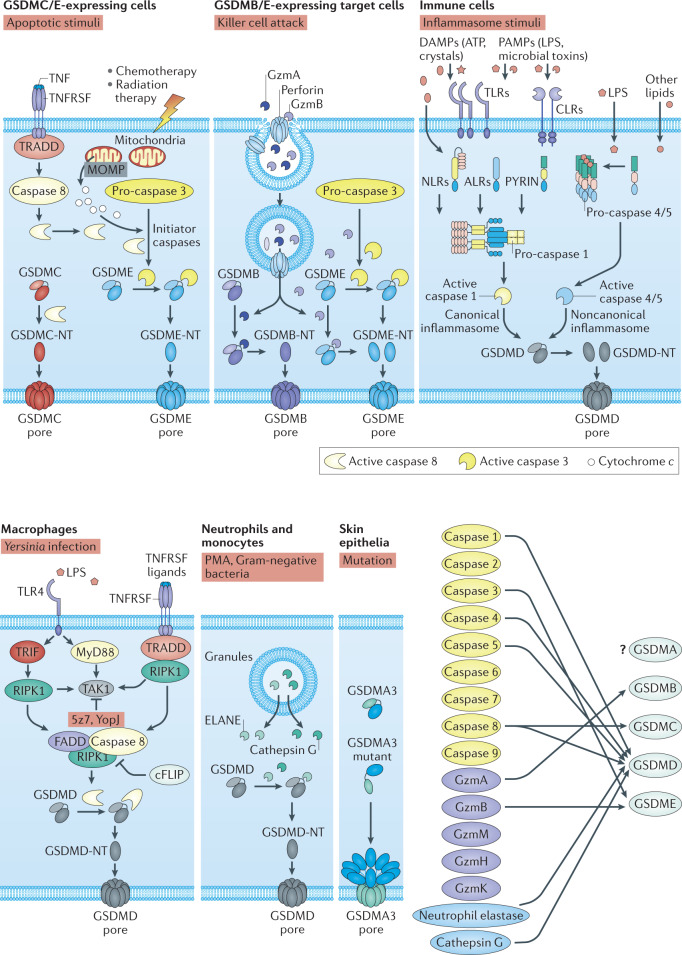 GSDMC/E-expressing cells
Apoptotic stimuli
TNF
TNFRSF
• Chemotherapy
• Radiation
therapy
TRADD
Mitochondria
MOMP
Caspase 8
Pro-caspase 3
Initiator
caspases
GSDMC
GSDME
GSDMC-NT
GSDME-NT
GSDMC
pore
GSDME
pore
GSDMB/E-expressing target cells
Killer cell attack
GzmA
Perforin
GzmB
Pro-caspase 3
GSDMB
GSDME
GSDMB-NT
GSDME-NT
GSDMB
pore
GSDME
pore
Immune cells
Inflammasome stimuli
DAMPs (ATP,
crystals)
PAMPs (LPS,
microbial toxins)
TLRs
CLRs
LPS
Other
lipids
NLRs
ALRs
PYRIN
Pro-caspase 4/5
Pro-caspase 1
Active
caspase 1
Active
caspase 4/5
Canonical
inflammasome
Noncanonical
inflammasome
GSDMD
GSDMD-NT
GSDMD
pore
Active caspase 8
Active caspase 3
Cytochrome c
Macrophages
Yersinia infection
TLR4
LPS
TNFRSF
ligands
TNFRSF
TRIF
MyD88
TRADD
RIPK1
TAK1
RIPK1
5z7, YopJ
FADD
Caspase 8
RIPK1
cFLIP
GSDMD
GSDMD-NT
GSDMD
pore
Neutrophils and
monocytes
PMA, Gram-negative
bacteria
Granules
ELANE
Cathepsin G
GSDMD
GSDMD-NT
GSDMD
pore
Skin
epithelia
Mutation
GSDMA3
GSDMA3
mutant
GSDMA3
pore
Caspase 1
Caspase 2
Caspase 3
Caspase 4
Caspase 5
Caspase 6
Caspase 7
Caspase 8
Caspase 9
GzmA
GzmB
GzmM
GzmH
GzmK
Neutrophil elastase
Cathepsin G
? GSDMA
GSDMB
GSDMC
GSDMD
GSDME